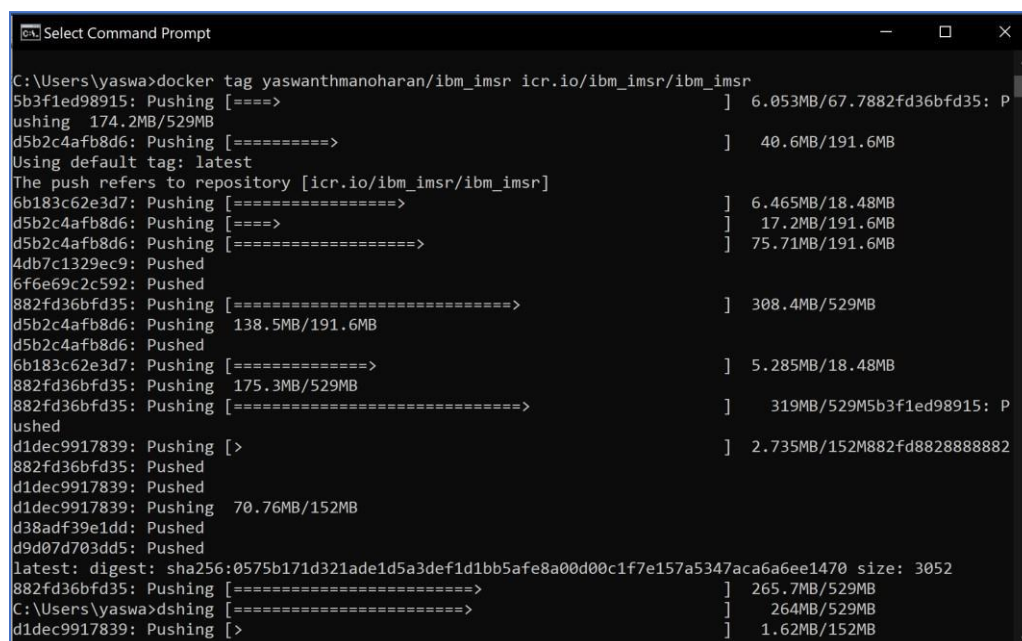 Select Command Prompt
C:\Users\yaswa>docker tag yaswanthmanoharan/ibm_imsr icr.io/ibm_imsr/ibm_imsr
5b3f1ed98915: Pushing [====>                                              ]  6.053MB/67.7882fd36bfd35: P
ushing  174.2MB/529MB
d5b2c4afb8d6: Pushing [==========>                                        ]   40.6MB/191.6MB
Using default tag: latest
The push refers to repository [icr.io/ibm_imsr/ibm_imsr]
6b183c62e3d7: Pushing [=================>                                 ]  6.465MB/18.48MB
d5b2c4afb8d6: Pushing [====>                                              ]   17.2MB/191.6MB
d5b2c4afb8d6: Pushing [===================>                               ]  75.71MB/191.6MB
4db7c1329ec9: Pushed
6f6e69c2c592: Pushed
882fd36bfd35: Pushing [=============================>                     ]  308.4MB/529MB
d5b2c4afb8d6: Pushing  138.5MB/191.6MB
d5b2c4afb8d6: Pushed
6b183c62e3d7: Pushing [==============>                                    ]  5.285MB/18.48MB
882fd36bfd35: Pushing  175.3MB/529MB
882fd36bfd35: Pushing [==============================>                    ]    319MB/529M5b3f1ed98915: P
ushed
d1dec9917839: Pushing [>                                                  ]  2.735MB/152M882fd8828888882
882fd36bfd35: Pushed
d1dec9917839: Pushed
d1dec9917839: Pushing  70.76MB/152MB
d38adf39e1dd: Pushed
d9d07d703dd5: Pushed
latest: digest: sha256:0575b171d321ade1d5a3def1d1bb5afe8a00d00c1f7e157a5347aca6a6ee1470 size: 3052
882fd36bfd35: Pushing [=========================>                         ]  265.7MB/529MB
C:\Users\yaswa>dshing [========================>                          ]    264MB/529MB
d1dec9917839: Pushing [>                                                  ]   1.62MB/152MB